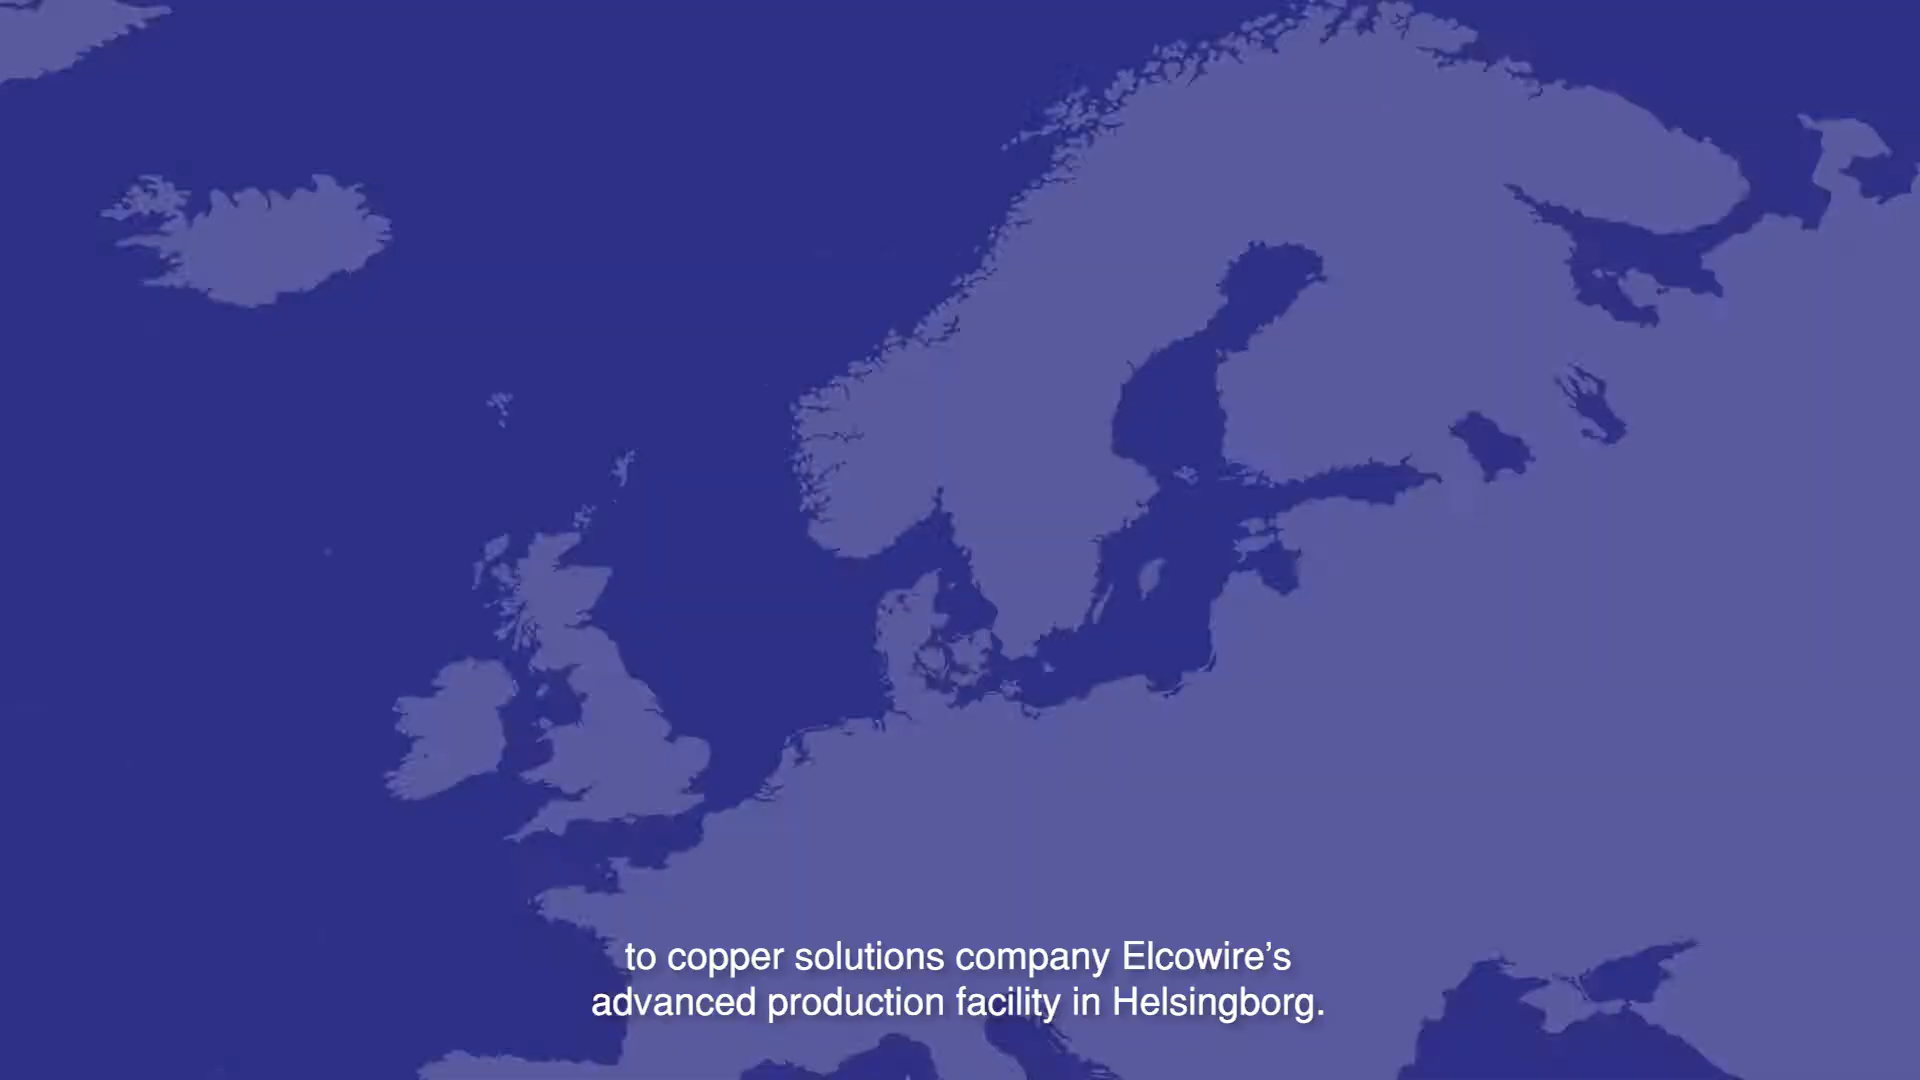 to copper solutions company Elcowire’s
advanced production facility in Helsingborg.